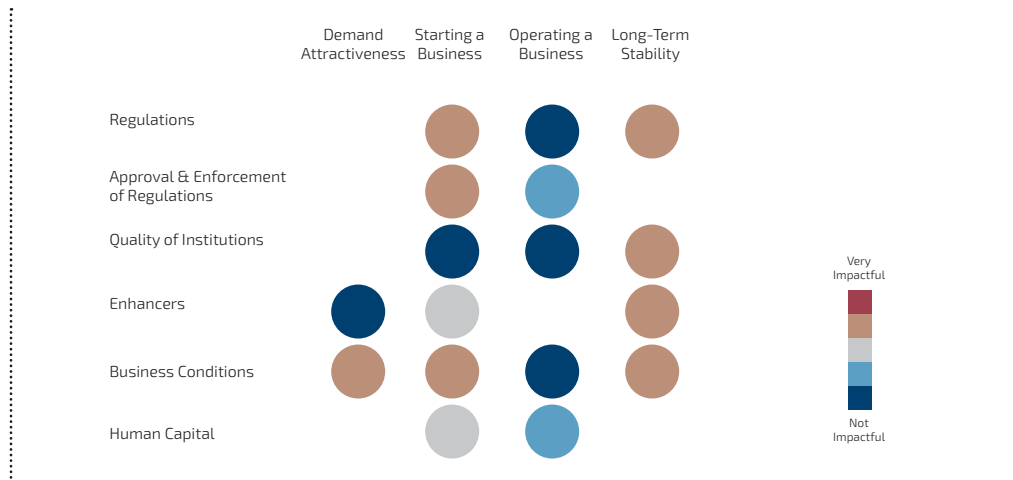 Demand
Attractiveness
Starting a
Business
Operating a
Business
Long-Term
Stability
Regulations
Approval & Enforcement
of Regulations
Quality of Institutions
Enhancers
Business Conditions
Human Capital
Very
Impactful
Not
Impactful